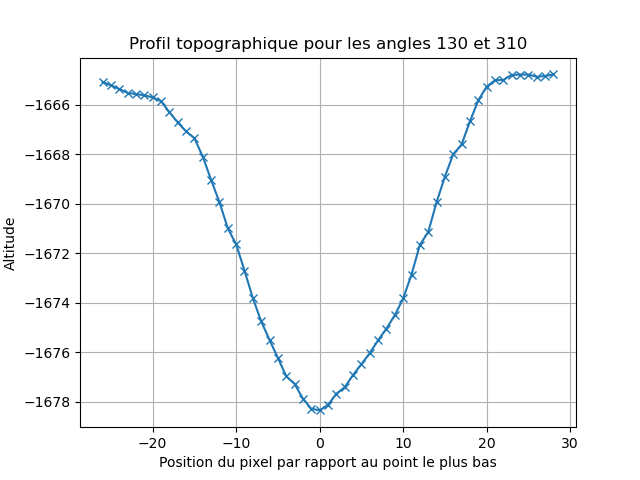 Profil topographique pour les angles 130 et 310
Altitude
−1666
−1668
−1670
−1672
−1674
−1676
−1678
−20 −10 0 10 20 30
Position du pixel par rapport au point le plus bas